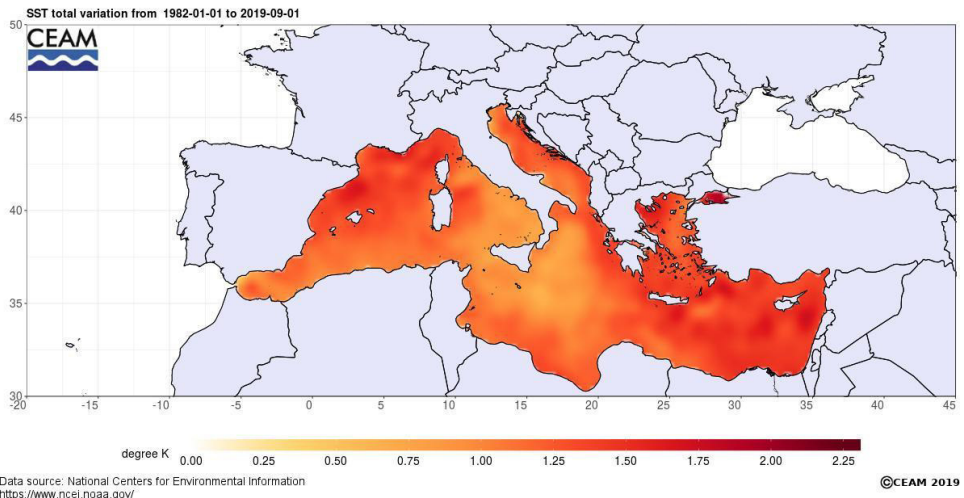 SST total variation from 1982-01-01 to 2019-09-01
CEAM
50
45
40
35
30
-20 -15 -10 -5 0 5 10 15 20 25 30 35 40 45
degree K 0.00 0.25 0.50 0.75 1.00 1.25 1.50 1.75 2.00 2.25
Data source: National Centers for Environmental Information
https://www.ncei.noaa.gov/
©CEAM 2019